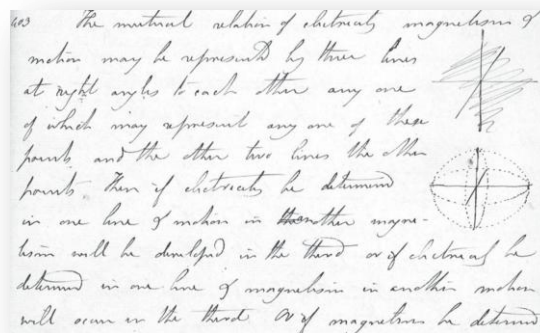 403 The mutual relation of electricity magnetism &
motion may be represented by three lines
at right angles to each other any one
of which may represent any one of these
points and the other two lines the other
points. Then if electricity be determined
in one line & motion in another magne-
tism will be developed in the third or if electricity be
determined in one line & magnetism in another motion
will occur in the third. Or if magnetism be determined